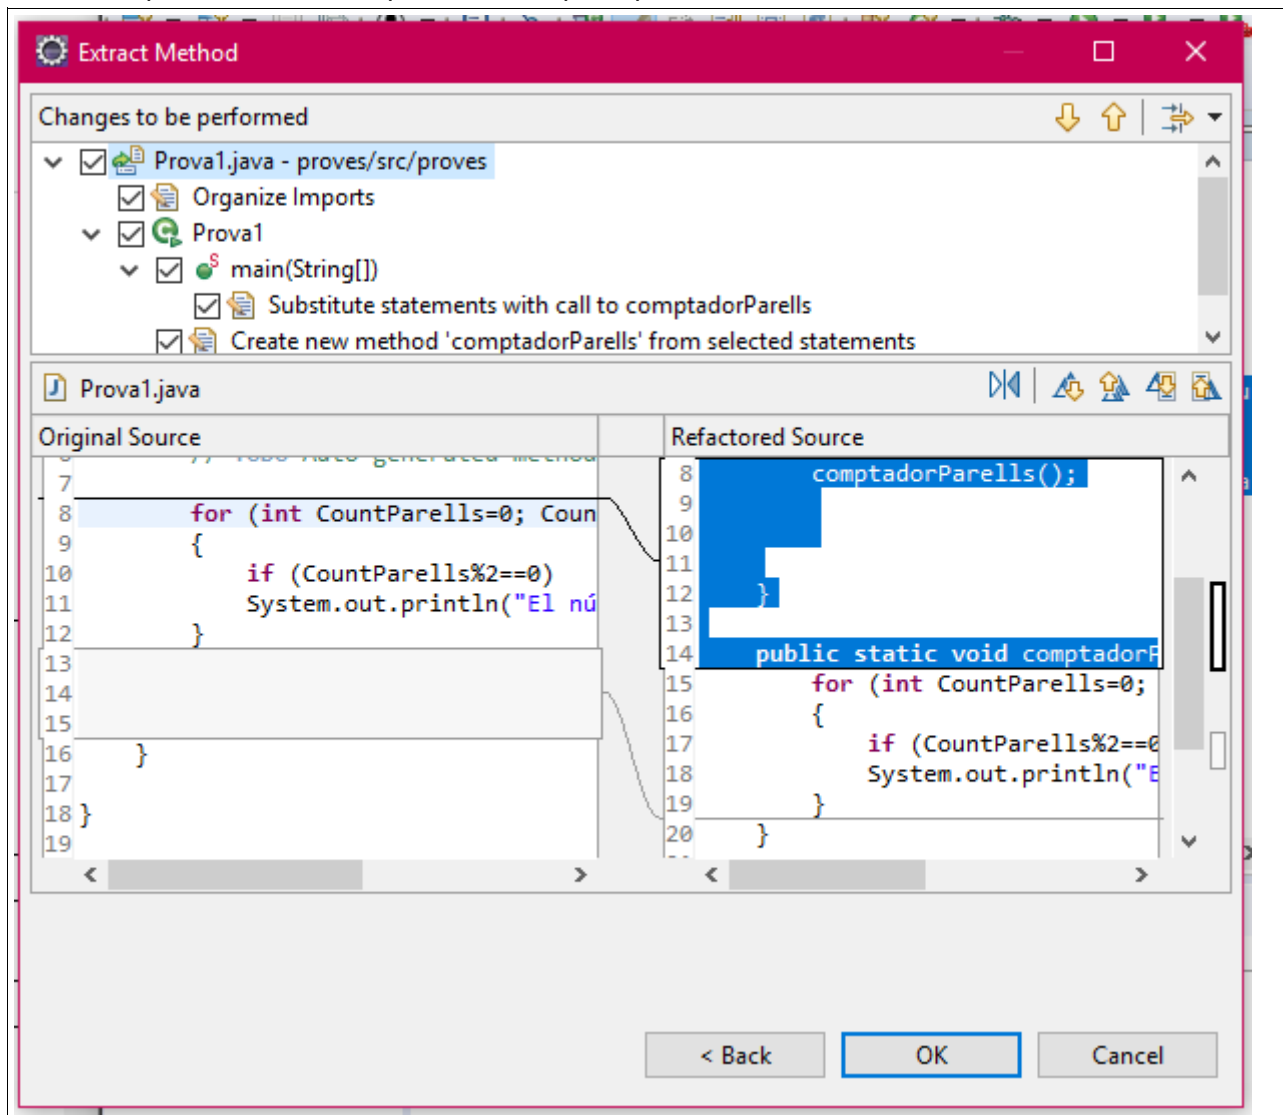 Extract Method
Changes to be performed
Prova1.java - proves/src/proves
Organize Imports
Prova1
S main(String[])
Substitute statements with call to comptadorParells
Create new method 'comptadorParells' from selected statements
Prova1.java
Original Source
7
8 for (int CountParells=0; Coun
9 {
10 if (CountParells%2==0)
11 System.out.println("El nú
12 }
13
14
15
16 }
17
18 }
19
Refactored Source
8 comptadorParells();
9
10
11
12 }
13
14 public static void comptadorP
15 for (int CountParells=0;
16 {
17 if (CountParells%2==0
18 System.out.println("E
19 }
20 }
< Back
OK
Cancel